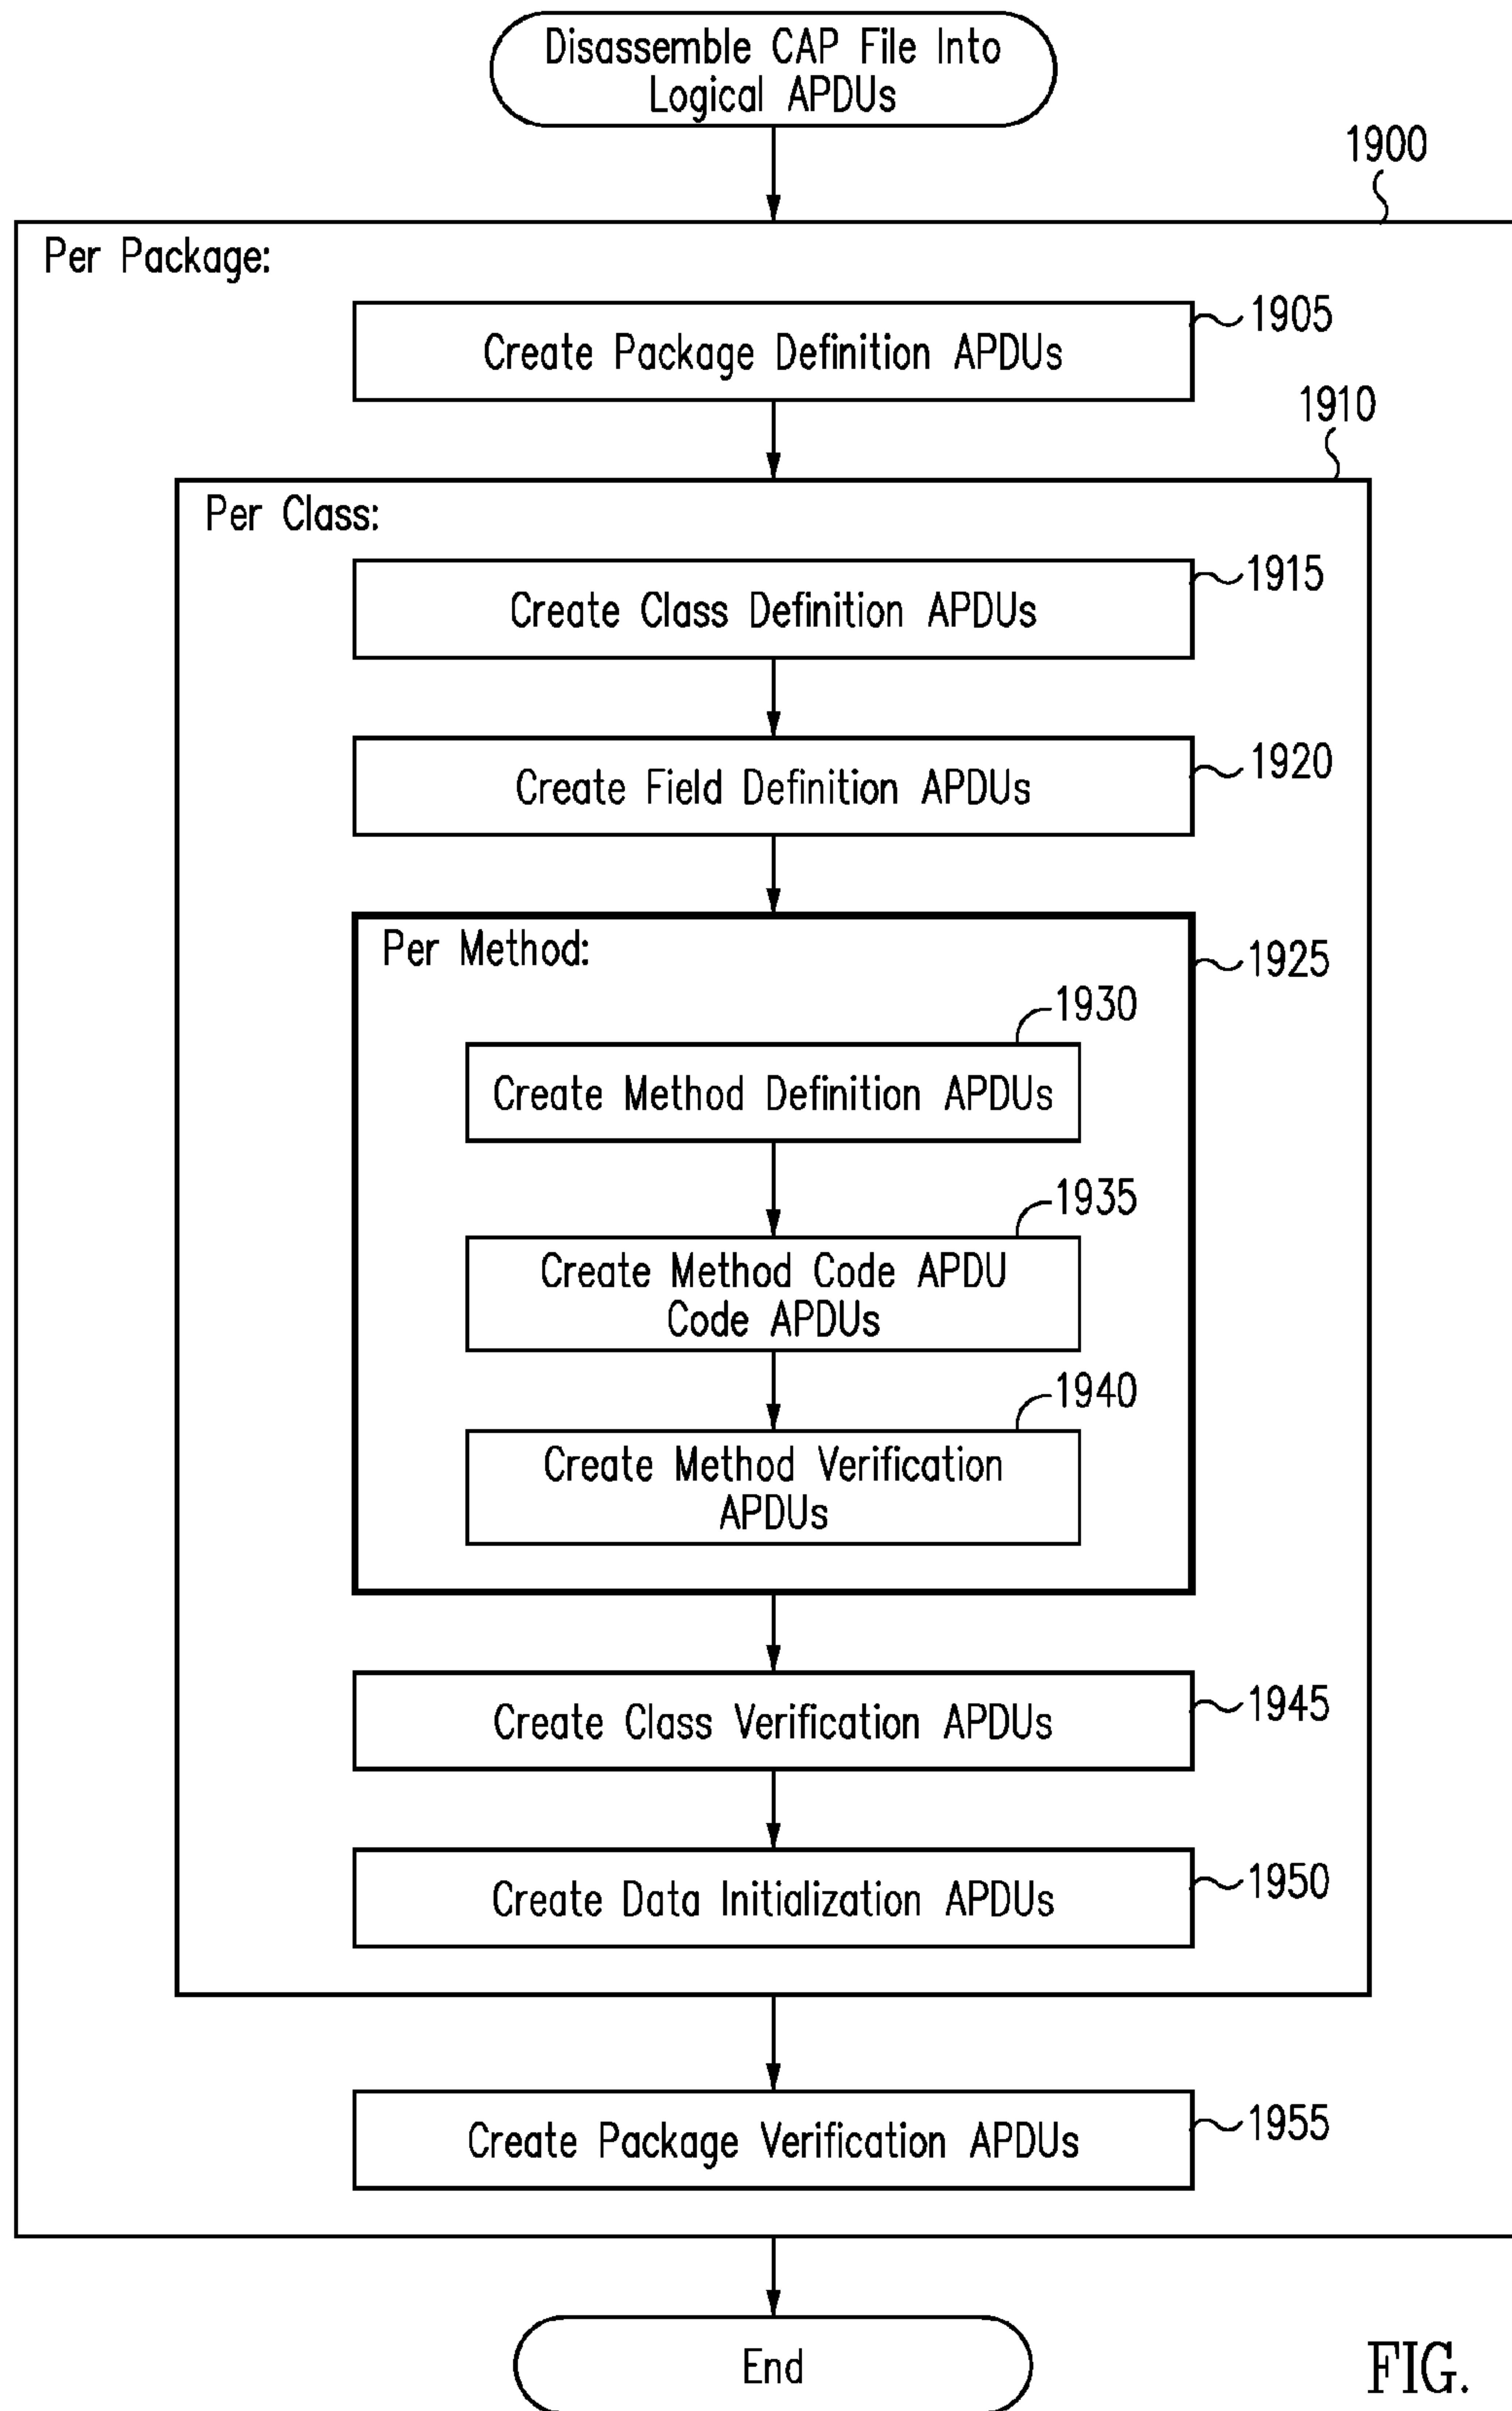 Disassemble CAP File Into
Logical APDUs
1900
Per Package:
1905
Create Package Definition APDUs
1910
Per Class:
1915
Create Class Definition APDUs
1920
Create Field Definition APDUs
Per Method:
1925
1930
Create Method Definition APDUs
1935
Create Method Code APDU
Code APDUs
1940
Create Method Verification
APDUs
1945
Create Class Verification APDUs
1950
Create Data Initialization APDUs
1955
Create Package Verification APDUs
End
FIG.